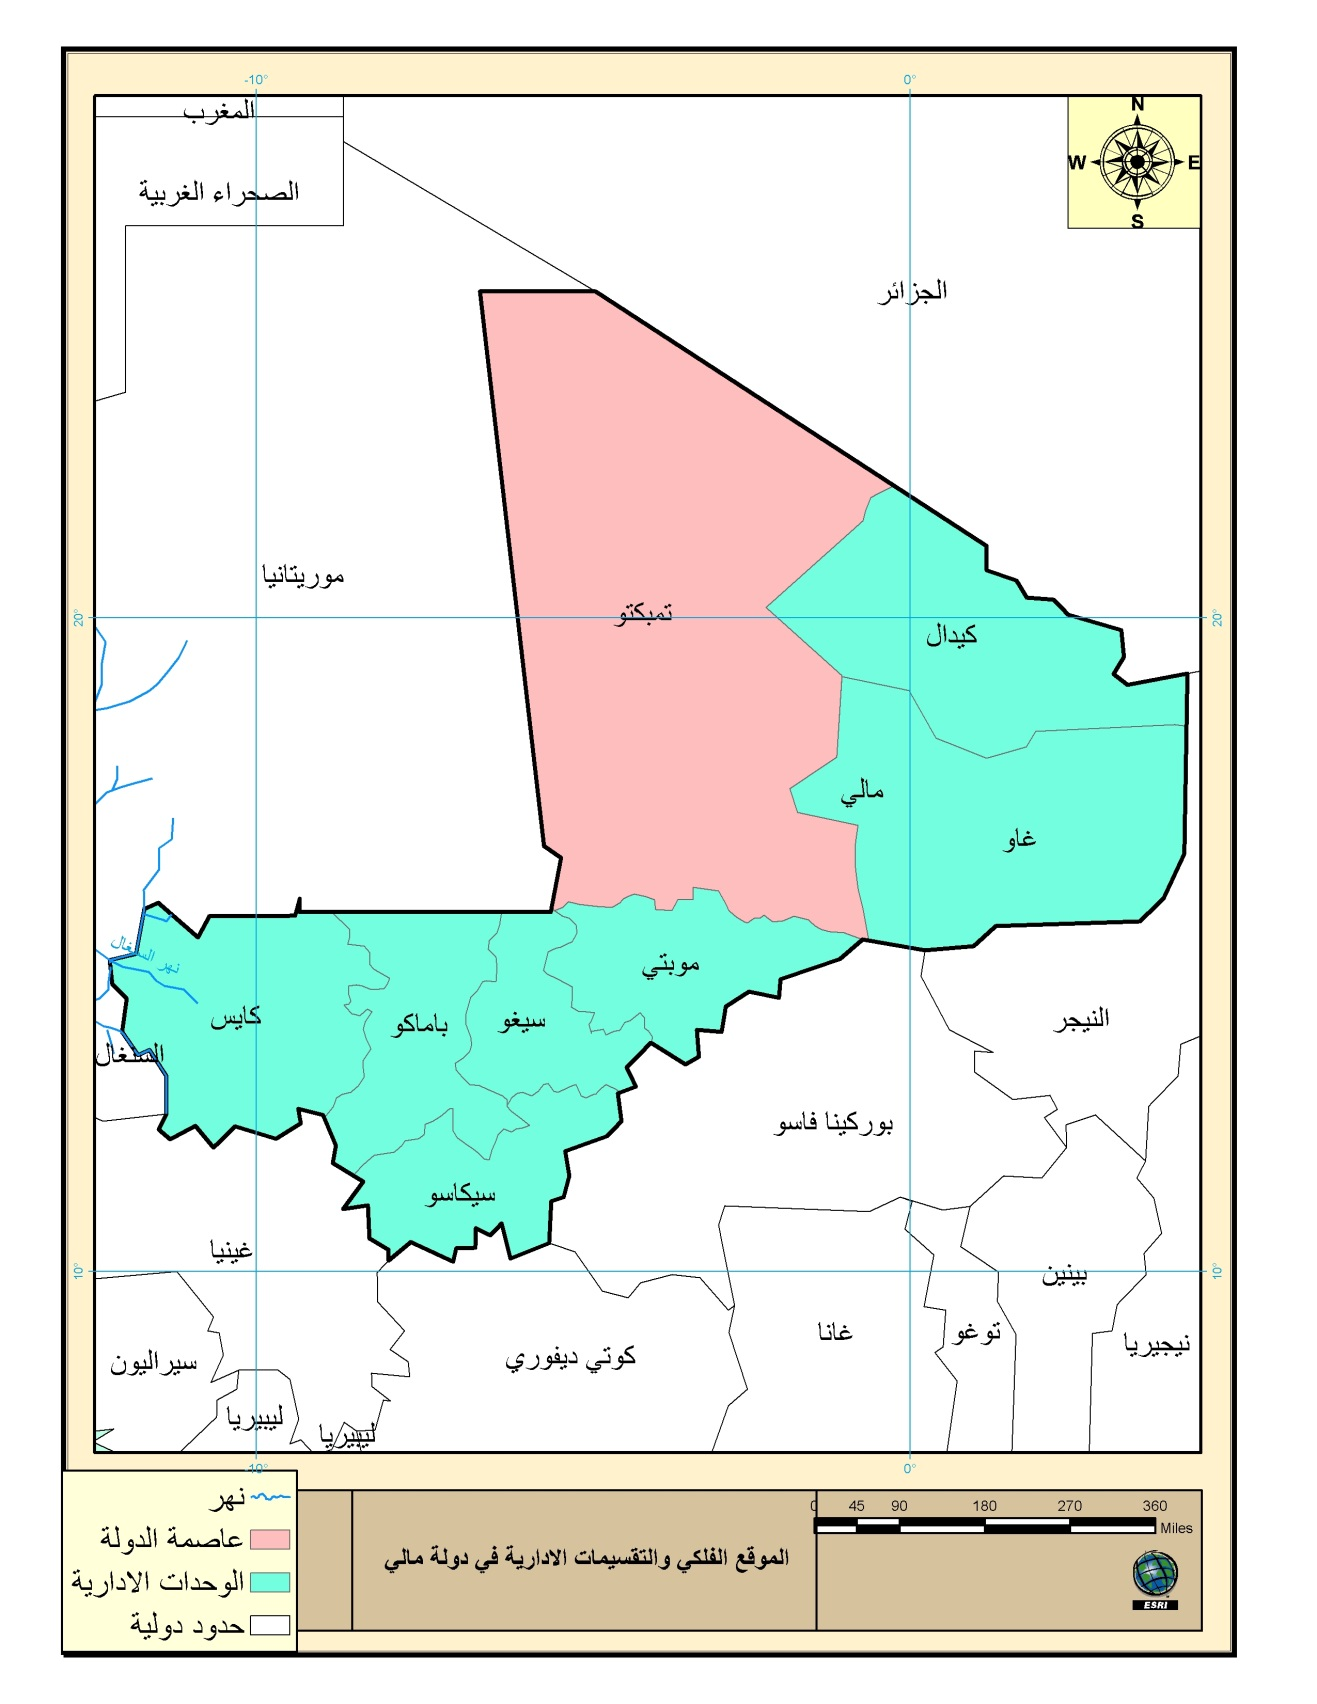 -10°
0°
المغرب
N
W
E
S
الصحراء الغربية
الجزائر
موريتانيا
20°
تمبكتو
20°
كيدال
مالي
غاو
نهر السنغال
موبتي
كايس
باماكو
سيغو
النيجر
السنغال
بوركينا فاسو
سيكاسو
غينيا
10°
10°
بينين
سيراليون
كوتي ديفوري
غانا
توغو
نيجيريا
ليبيريا
ليبيريا
-10°
0°
نهر
عاصمة الدولة
الوحدات الادارية
حدود دولية
الموقع الفلكي والتقسيمات الادارية في دولة مالي
0 45 90 180 270 360
Miles
ESRI